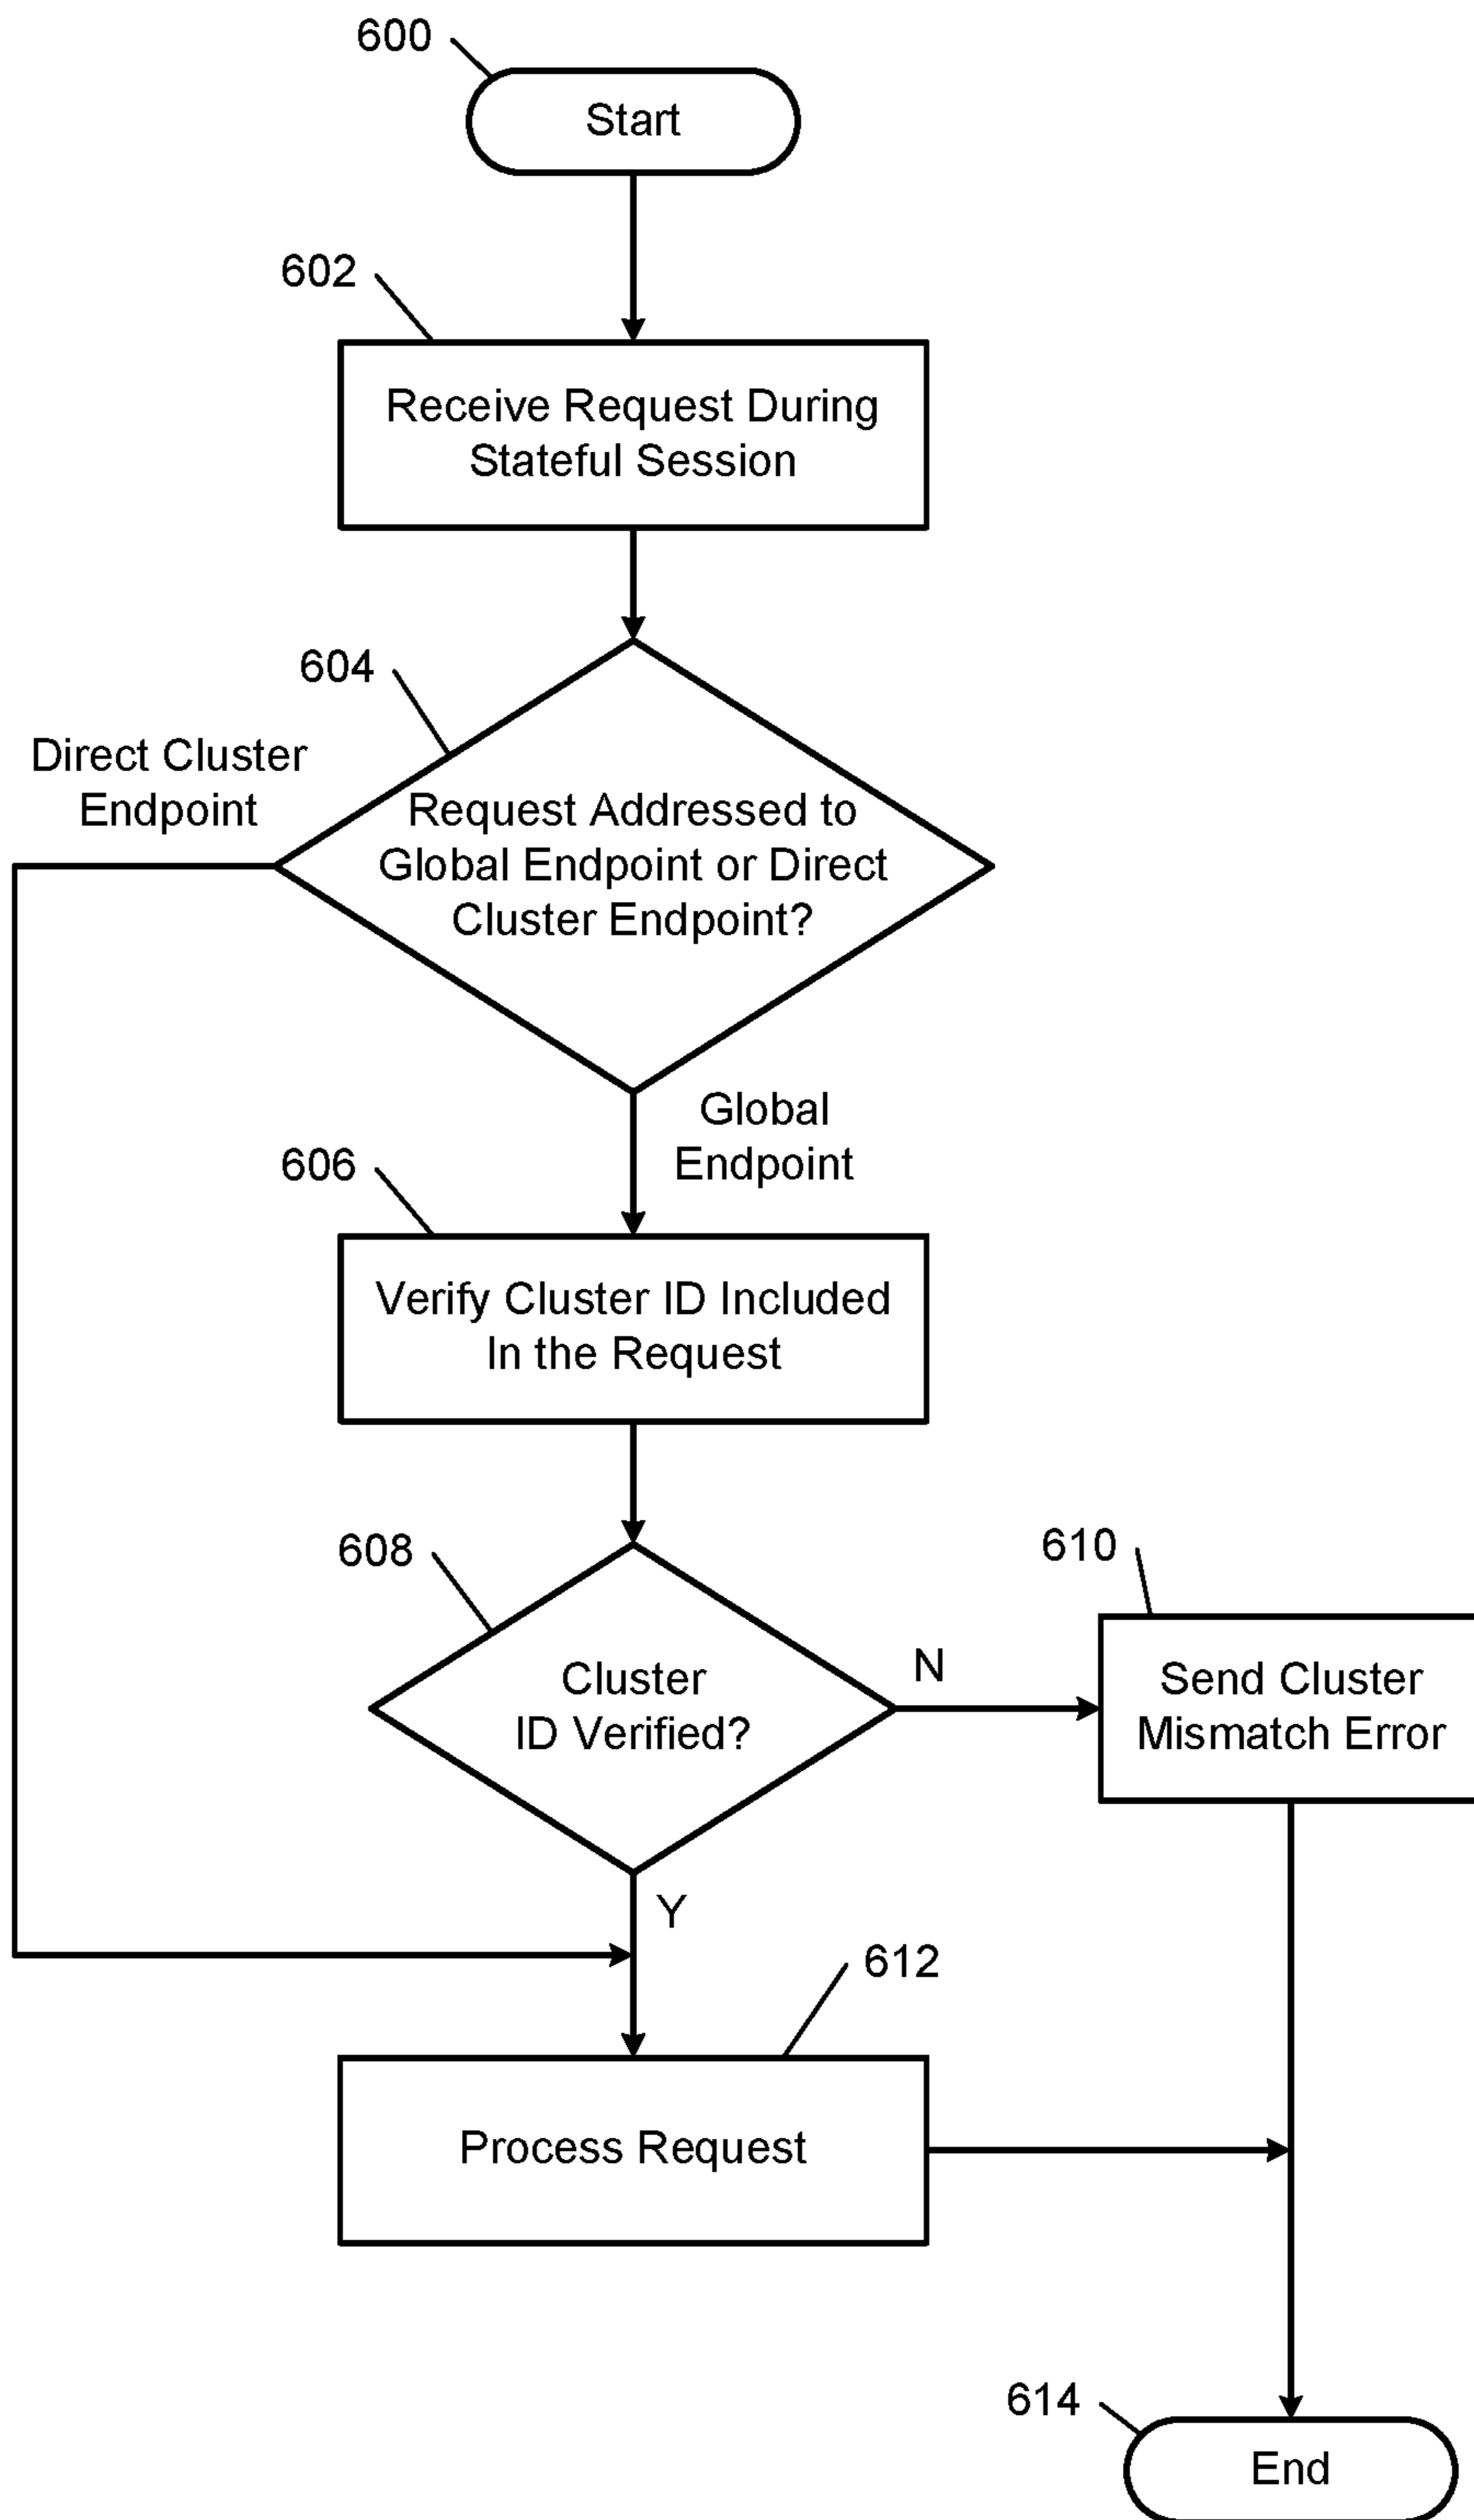 600
Start
602
Receive Request During
Stateful Session
604
Direct Cluster
Endpoint
Request Addressed to
Global Endpoint or Direct
Cluster Endpoint?
Global
Endpoint
606
Verify Cluster ID Included
In the Request
608
Cluster
ID Verified?
N
610
Send Cluster
Mismatch Error
Y
612
Process Request
614
End